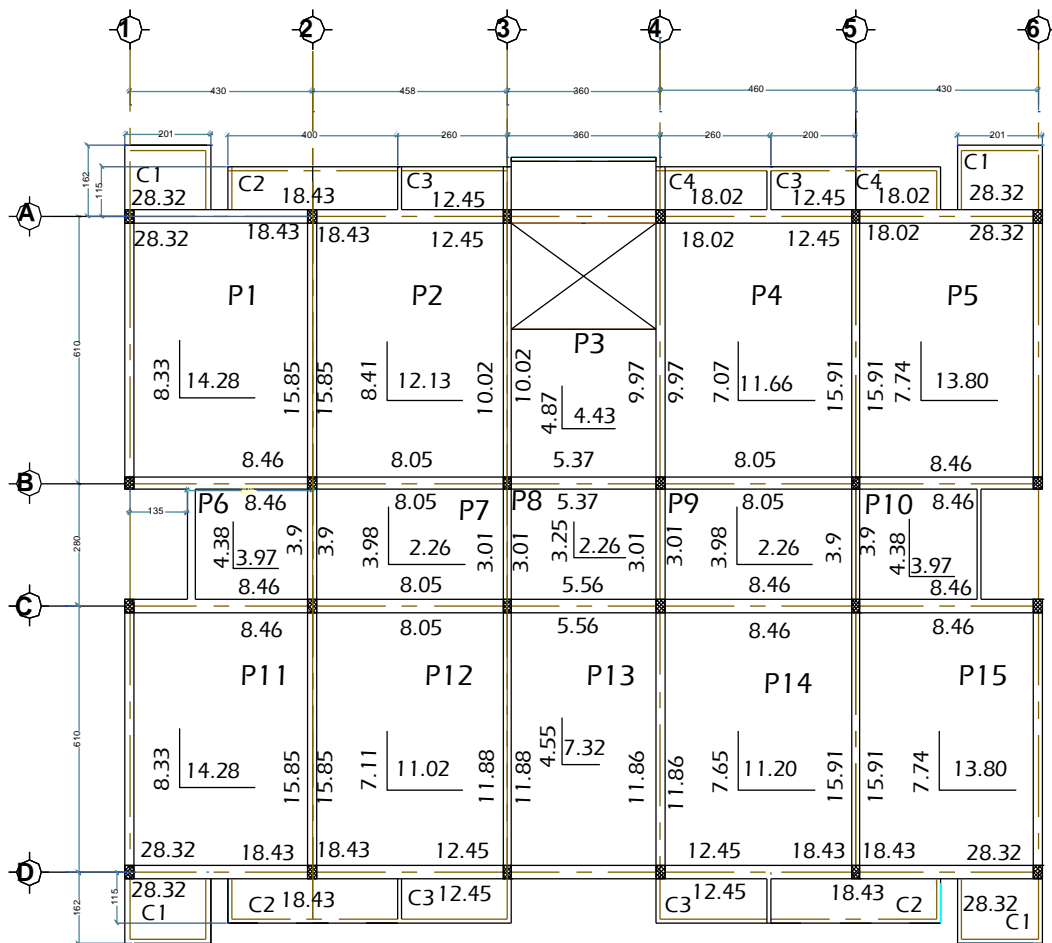 1 2 3 4 5 6
430 458 360 460 430
201 400 260 360 260 200 201
162 115
C1 C2 C3 C4 C3 C4 C1
28.32 18.43 12.45 18.02 12.45 18.02 28.32
A
28.32 18.43 18.43 12.45 18.02 12.45 18.02 28.32
P1 P2 P4 P5
P3
610
8.33 14.28 15.85 15.85 8.41 12.13 10.02 10.02 4.87 4.43 9.97 9.97 7.07 11.66 15.91 15.91 7.74 13.80
8.46 8.05 5.37 8.05 8.46
B
P6 8.46 8.05 P7 P8 5.37 P9 8.05 P10 8.46
135
280
4.38 3.97 3.9 3.9 3.98 2.26 3.01 3.01 3.25 2.26 3.01 3.01 3.98 2.26 3.9 3.9 4.38 3.97
8.46 8.05 5.56 8.46 8.46
C
8.46 8.05 5.56 8.46 8.46
P11 P12 P13 P14 P15
610
8.33 14.28 15.85 15.85 7.11 11.02 11.88 11.88 4.55 7.32 11.86 11.86 7.65 11.20 15.91 15.91 7.74 13.80
28.32 18.43 18.43 12.45 12.45 18.43 18.43 28.32
D
28.32 C2 18.43 C3 12.45 C3 12.45 18.43 C2 28.32
C1 C1
162 115